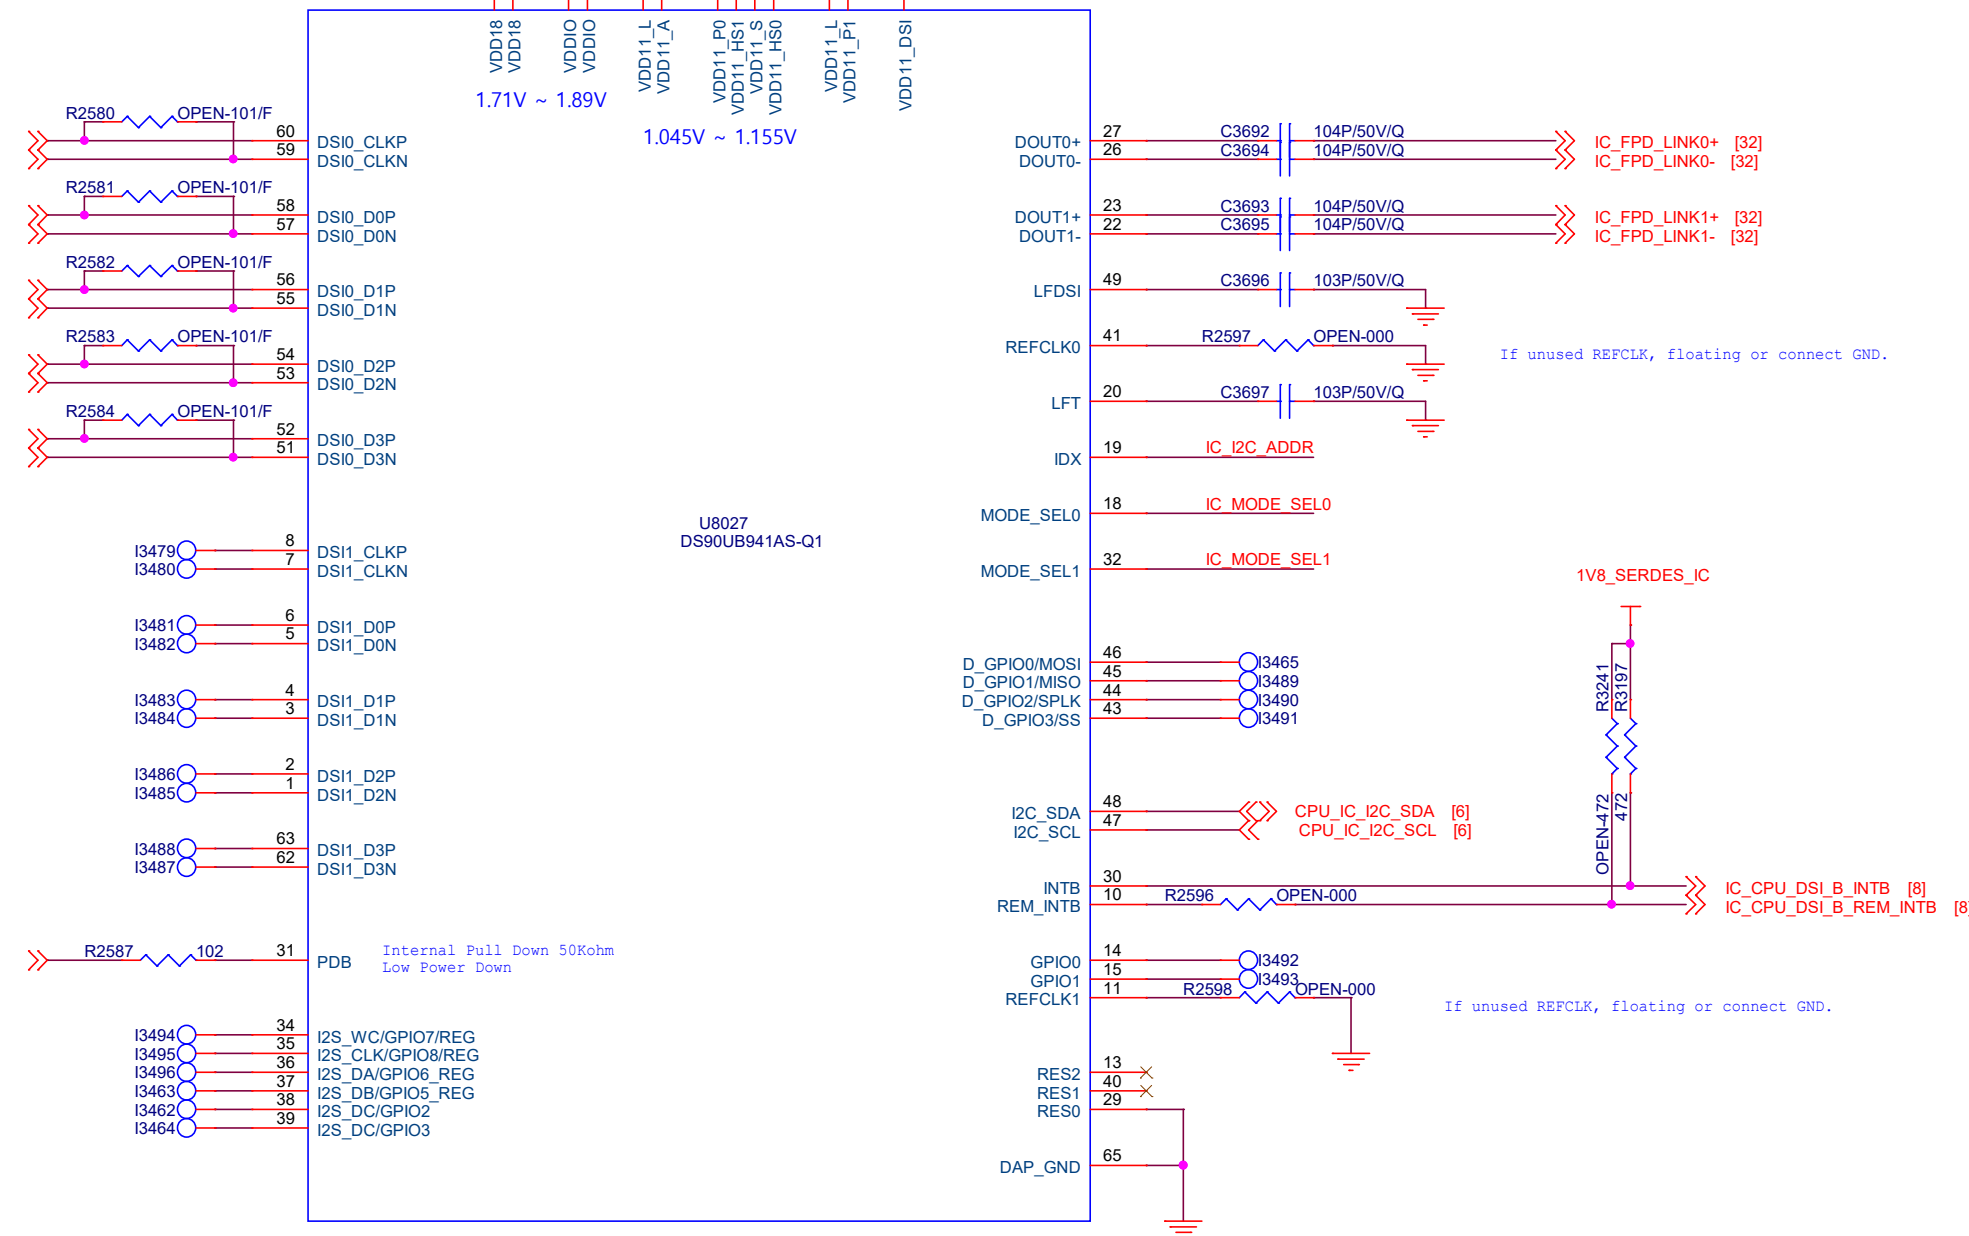 VDD18
VDD18
VDDIO
VDDIO
VDD11_L
VDD11_A
VDD11_P0
VDD11_HS1
VDD11_S
VDD11_HS0
VDD11_L
VDD11_P1
VDD11_DSI
1.71V ~ 1.89V
1.045V ~ 1.155V
R2580 OPEN-101/F
60 DSI0_CLKP
59 DSI0_CLKN
R2581 OPEN-101/F
58 DSI0_D0P
57 DSI0_D0N
R2582 OPEN-101/F
56 DSI0_D1P
55 DSI0_D1N
R2583 OPEN-101/F
54 DSI0_D2P
53 DSI0_D2N
R2584 OPEN-101/F
52 DSI0_D3P
51 DSI0_D3N
I3479 8 DSI1_CLKP
I3480 7 DSI1_CLKN
I3481 6 DSI1_D0P
I3482 5 DSI1_D0N
I3483 4 DSI1_D1P
I3484 3 DSI1_D1N
I3486 2 DSI1_D2P
I3485 1 DSI1_D2N
I3488 63 DSI1_D3P
I3487 62 DSI1_D3N
R2587 102 31 PDB
Internal Pull Down 50Kohm
Low Power Down
I3494 34 I2S_WC/GPIO7/REG
I3495 35 I2S_CLK/GPIO8/REG
I3496 36 I2S_DA/GPIO6_REG
I3463 37 I2S_DB/GPIO5_REG
I3462 38 I2S_DC/GPIO2
I3464 39 I2S_DC/GPIO3
U8027
DS90UB941AS-Q1
DOUT0+ 27 C3692 104P/50V/Q IC_FPD_LINK0+ [32]
DOUT0- 26 C3694 104P/50V/Q IC_FPD_LINK0- [32]
DOUT1+ 23 C3693 104P/50V/Q IC_FPD_LINK1+ [32]
DOUT1- 22 C3695 104P/50V/Q IC_FPD_LINK1- [32]
LFDSI 49 C3696 103P/50V/Q
REFCLK0 41 R2597 OPEN-000
If unused REFCLK, floating or connect GND.
LFT 20 C3697 103P/50V/Q
IDX 19 IC_I2C_ADDR
MODE_SEL0 18 IC_MODE_SEL0
MODE_SEL1 32 IC_MODE_SEL1
1V8_SERDES_IC
R3241
R3197
OPEN-472
472
D_GPIO0/MOSI 46 I3465
D_GPIO1/MISO 45 I3489
D_GPIO2/SPLK 44 I3490
D_GPIO3/SS 43 I3491
I2C_SDA 48 CPU_IC_I2C_SDA [6]
I2C_SCL 47 CPU_IC_I2C_SCL [6]
INTB 30 IC_CPU_DSI_B_INTB [8]
REM_INTB 10 R2596 OPEN-000 IC_CPU_DSI_B_REM_INTB [8]
GPIO0 14 I3492
GPIO1 15 I3493
REFCLK1 11 R2598 OPEN-000
If unused REFCLK, floating or connect GND.
RES2 13
RES1 40
RES0 29
DAP_GND 65